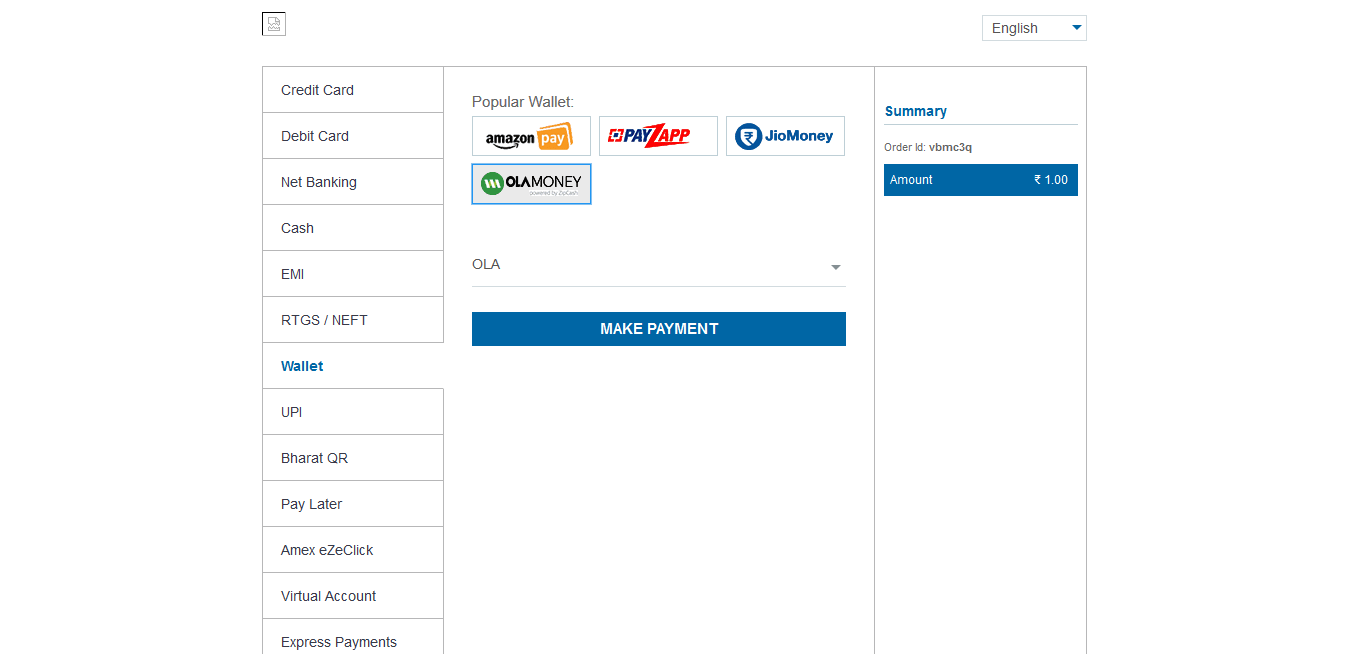 English
Credit Card
Debit Card
Net Banking
Cash
EMI
RTGS / NEFT
Wallet
UPI
Bharat QR
Pay Later
Amex eZeClick
Virtual Account
Express Payments
Popular Wallet:
amazon pay
PAYZAPP
JioMoney
OLAMONEY
powered by ZipCash
OLA
MAKE PAYMENT
Summary
Order Id: vbmc3q
Amount ₹ 1.00